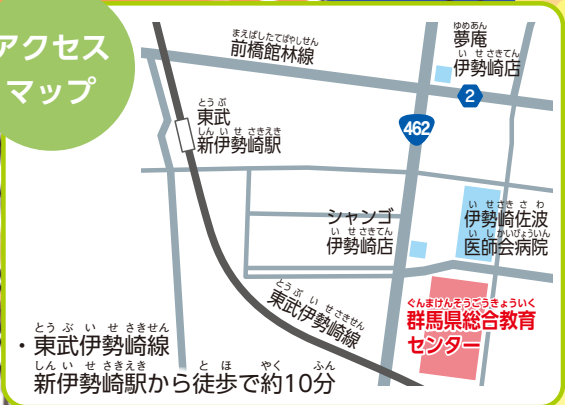 アクセス
マップ
まえばしたてばやしせん
前橋館林線
ゆめあん
夢庵
いせさきてん
伊勢崎店
2
462
とうぶ
東武
しんいせさきえき
新伊勢崎駅
シャンゴ
いせさきてん
伊勢崎店
いせさきさわ
伊勢崎佐波
いしかいびょういん
医師会病院
とうぶいせさきせん
東武伊勢崎線
ぐんまけんそうごうきょういく
群馬県総合教育
センター
とうぶいせさきせん
・東武伊勢崎線
しんいせさきえき とほ やく ふん
新伊勢崎駅から徒歩で約10分